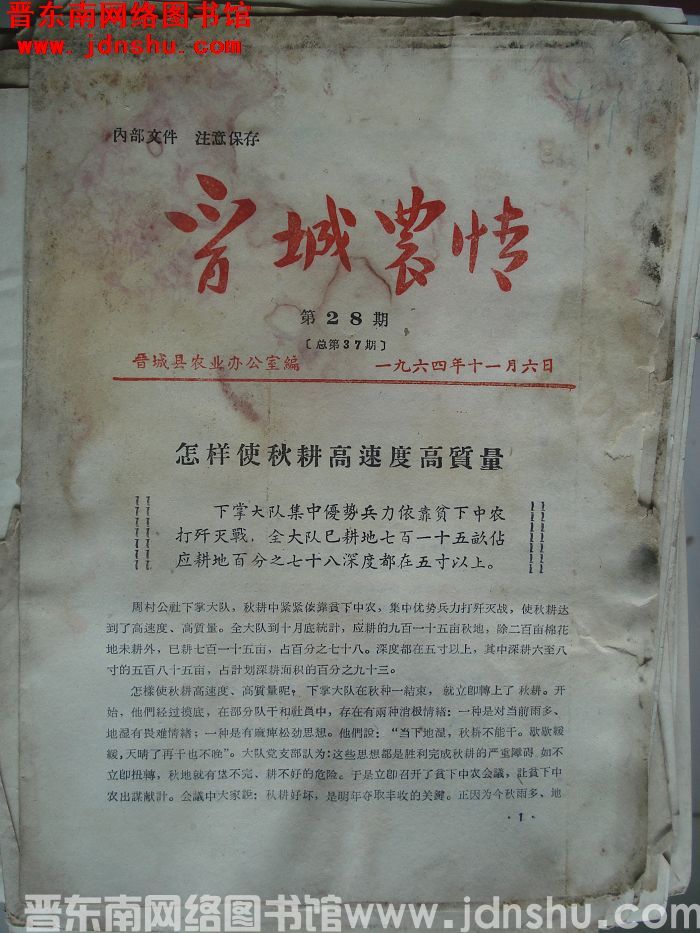 晋东南网络图书馆
www.jdnshu.com
内部文件 注意保存
晋城農情
第28期
〔总第37期〕
晋城县农业办公室編 一九六四年十一月六日
怎样使秋耕高速度高質量
下掌大队集中優势兵力依靠貧下中农
打歼灭戰，全大队已耕地七百一十五畝佔
应耕地百分之七十八深度都在五寸以上。
周村公社下掌大队，秋耕中紧紧依靠貧下中农，集中优势兵力打歼灭战，使秋耕达
到了高速度、高質量。全大队到十月底統計，应耕的九百一十五亩秋地，除二百亩棉花
地未耕外，已耕七百一十五亩，占百分之七十八。深度都在五寸以上，其中深耕六至八
寸的五百八十五亩，占計划深耕面积的百分之九十三。
怎样使秋耕高速度、高質量呢，下掌大队在秋种一結束，就立卽轉上了秋耕。开
始，他們經过摸底，在部分队干和社員中，存在有兩种消极情緒：一种是对当前雨多、
地湿有畏难情緒；一种是有麻痺松劲思想。他們說：“当下地湿，秋耕不能干。歇歇緩
緩，天晴了再干也不晚”。大队党支部认为：这些思想都是胜利完成秋耕的严重障碍，如不
立卽扭轉，秋地就有垡不完、耕不好的危险。于是立卽召开了貧下中农会議，让貧下中
农出謀献計。会議中大家說：秋耕好坏，是明年夺取丰收的关鍵。正因为今秋雨多、地
·1·
晋东南网络图书馆www.jdnshu.com